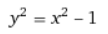 y² = x² − 1